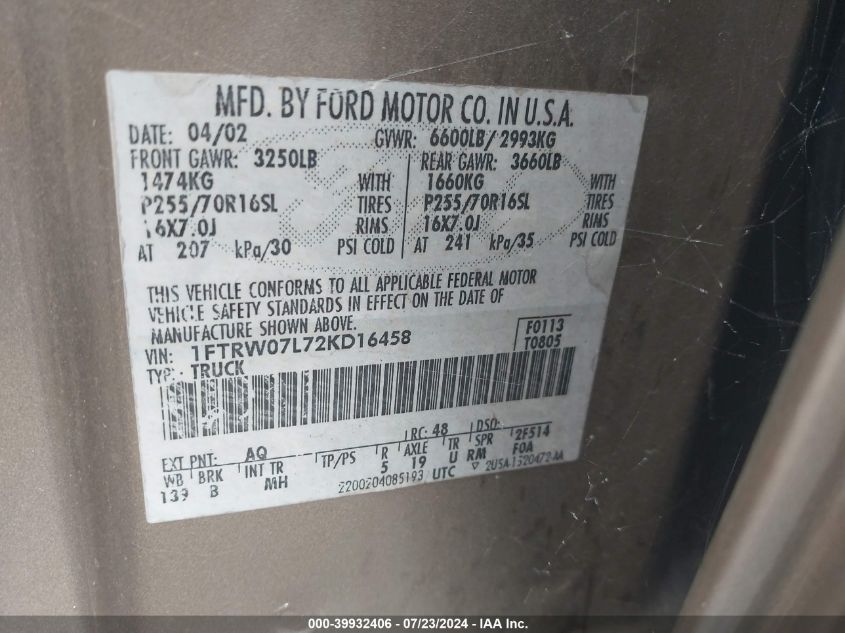 MFD. BY FORD MOTOR CO. IN U.S.A.
DATE: 04/02 GVWR: 6600LB/ 2993KG
FRONT GAWR: 3250LB REAR GAWR: 3660LB
1474KG WITH 1660KG WITH
P255/70R16SL TIRES P255/70R16SL TIRES
16X7.0J RIMS 16X7.0J RIMS
AT 207 kPa/30 PSI COLD AT 241 kPa/35 PSI COLD
THIS VEHICLE CONFORMS TO ALL APPLICABLE FEDERAL MOTOR
VEHICLE SAFETY STANDARDS IN EFFECT ON THE DATE OF
MANUFACTURE SHOWN ABOVE.
VIN: 1FTRW07L72KD16458 F0113
TYPE: TRUCK T0805
EXT PNT: AQ RC: 48 DSO: 2F514
WB BRK INT TR TP/PS R AXLE TR SPR F0A
139 B MH 5 19 U RM
2200204085193 UTC ▽ 2U5A-1520472-AA
000-39932406 - 07/23/2024 - IAA Inc.